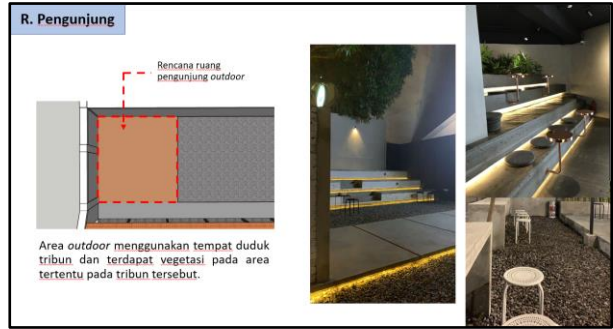 R. Pengunjung
Rencana ruang
pengunjung outdoor
Area outdoor menggunakan tempat duduk
tribun dan terdapat vegetasi pada area
tertentu pada tribun tersebut.